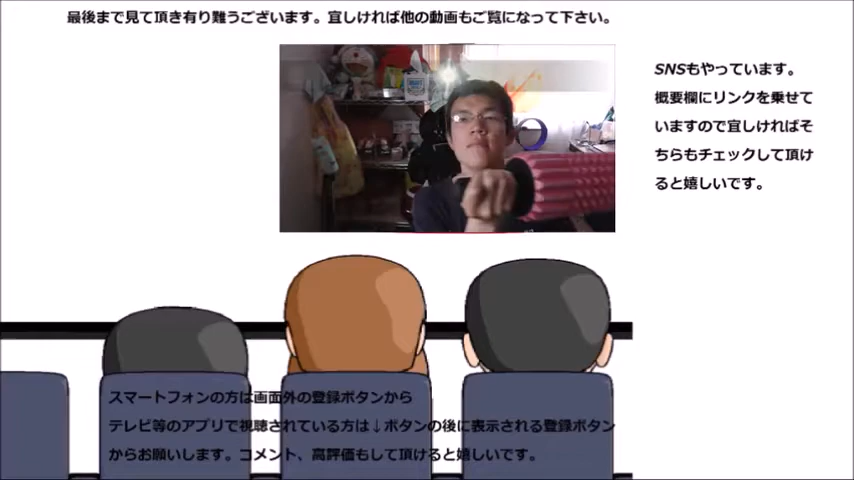 最後まで見て頂き有り難うございます。宜しければ他の動画もご覧になって下さい。
SNSもやっています。
概要欄にリンクを乗せて
いますので宜しければそ
ちらもチェックして頂け
ると嬉しいです。
スマートフォンの方は画面外の登録ボタンから
テレビ等のアプリで視聴されている方は↓ボタンの後に表示される登録ボタン
からお願いします。コメント、高評価もして頂けると嬉しいです。